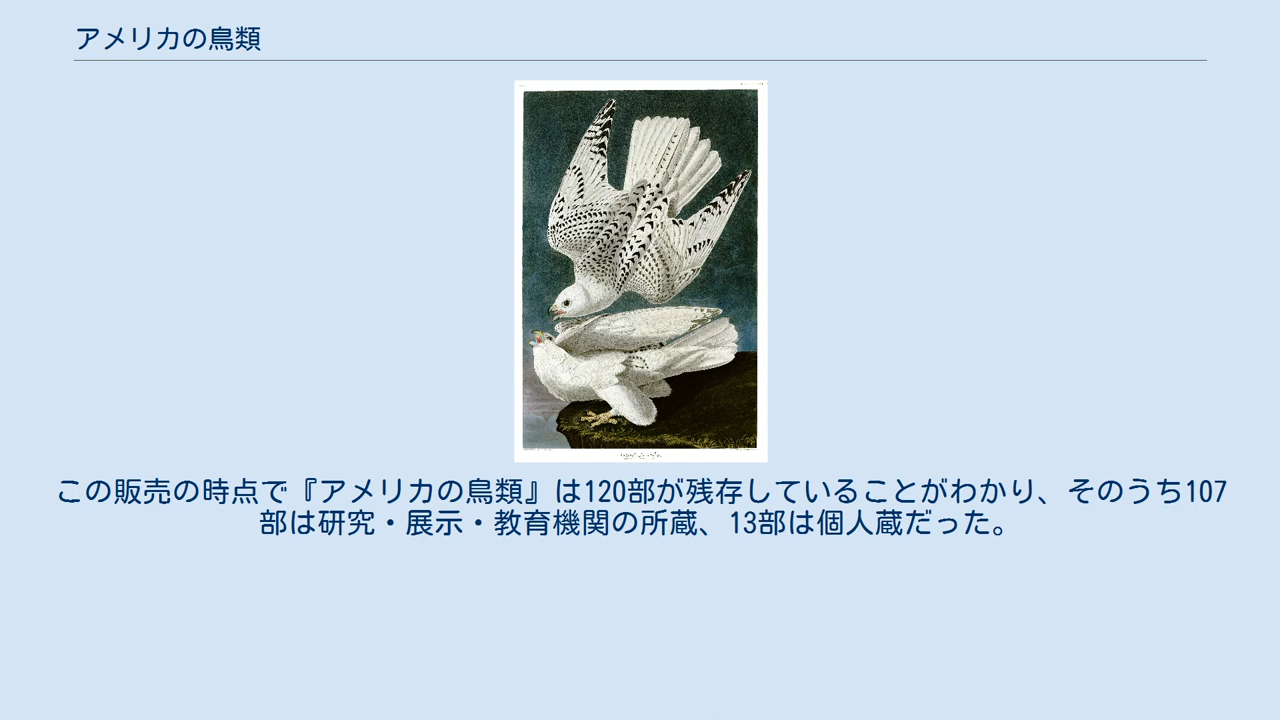 アメリカの鳥類
この販売の時点で『アメリカの鳥類』は120部が残存していることがわかり、そのうち107
部は研究・展示・教育機関の所蔵、13部は個人蔵だった。